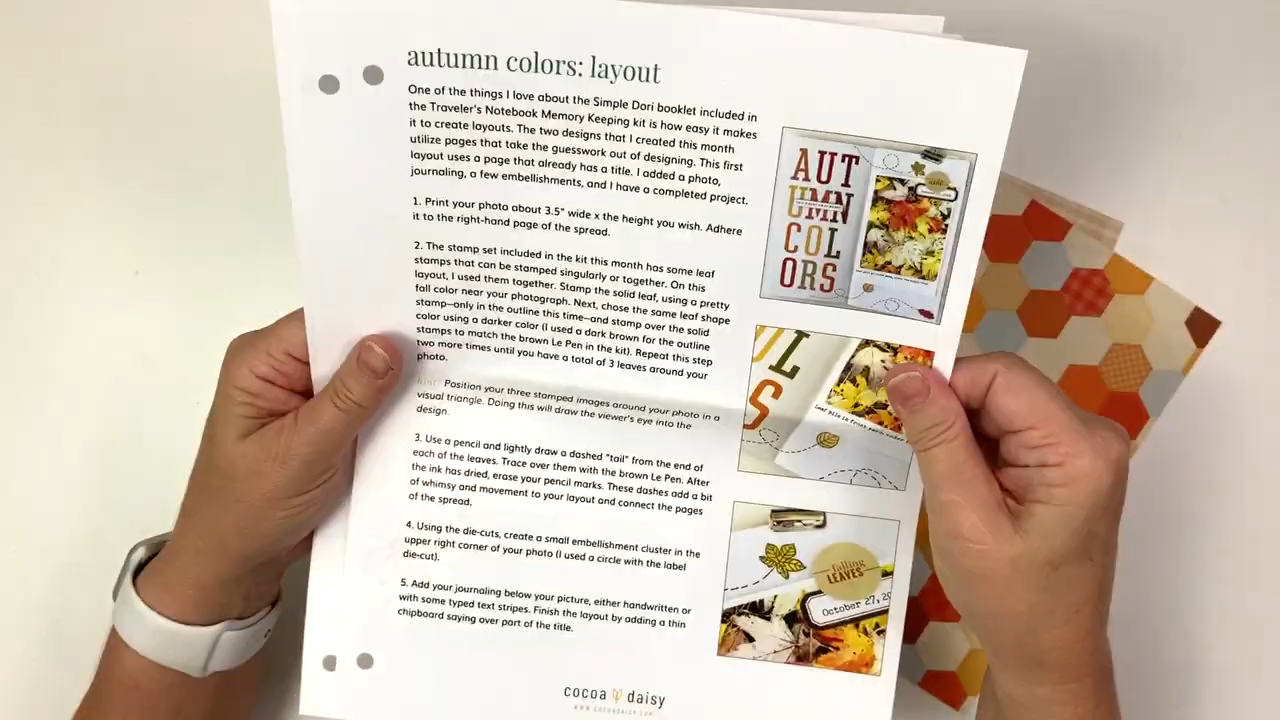 autumn colors: layout
One of the things I love about the Simple Dori booklet included in
the Traveler's Notebook Memory Keeping kit is how easy it makes
it to create layouts. The two designs that I created this month
utilize pages that take the guesswork out of designing. This first
layout uses a page that already has a title. I added a photo,
journaling, a few embellishments, and I have a completed project.
1. Print your photo about 3.5" wide x the height you wish. Adhere
it to the right-hand page of the spread.
2. The stamp set included in the kit this month has some leaf
stamps that can be stamped singularly or together. On this
layout, I used them together. Stamp the solid leaf, using a pretty
fall color near your photograph. Next, chose the same leaf shape
stamp—only in the outline this time—and stamp over the solid
color using a darker color (I used a dark brown for the outline
stamps to match the brown Le Pen in the kit). Repeat this step
two more times until you have a total of 3 leaves around your
photo.
hint: Position your three stamped images around your photo in a
visual triangle. Doing this will draw the viewer's eye into the
design.
3. Use a pencil and lightly draw a dashed "tail" from the end of
each of the leaves. Trace over them with the brown Le Pen. After
the ink has dried, erase your pencil marks. These dashes add a bit
of whimsy and movement to your layout and connect the pages
of the spread.
4. Using the die-cuts, create a small embellishment cluster in the
upper right corner of your photo (I used a circle with the label
die-cut).
5. Add your journaling below your picture, either handwritten or
with some typed text stripes. Finish the layout by adding a thin
chipboard saying over part of the title.
AUT
UMN
COL
ORS
OL
S
Leaf pile in front
falling
LEAVES
October 27, 20
cocoa daisy
WWW.COCOADAISY.COM